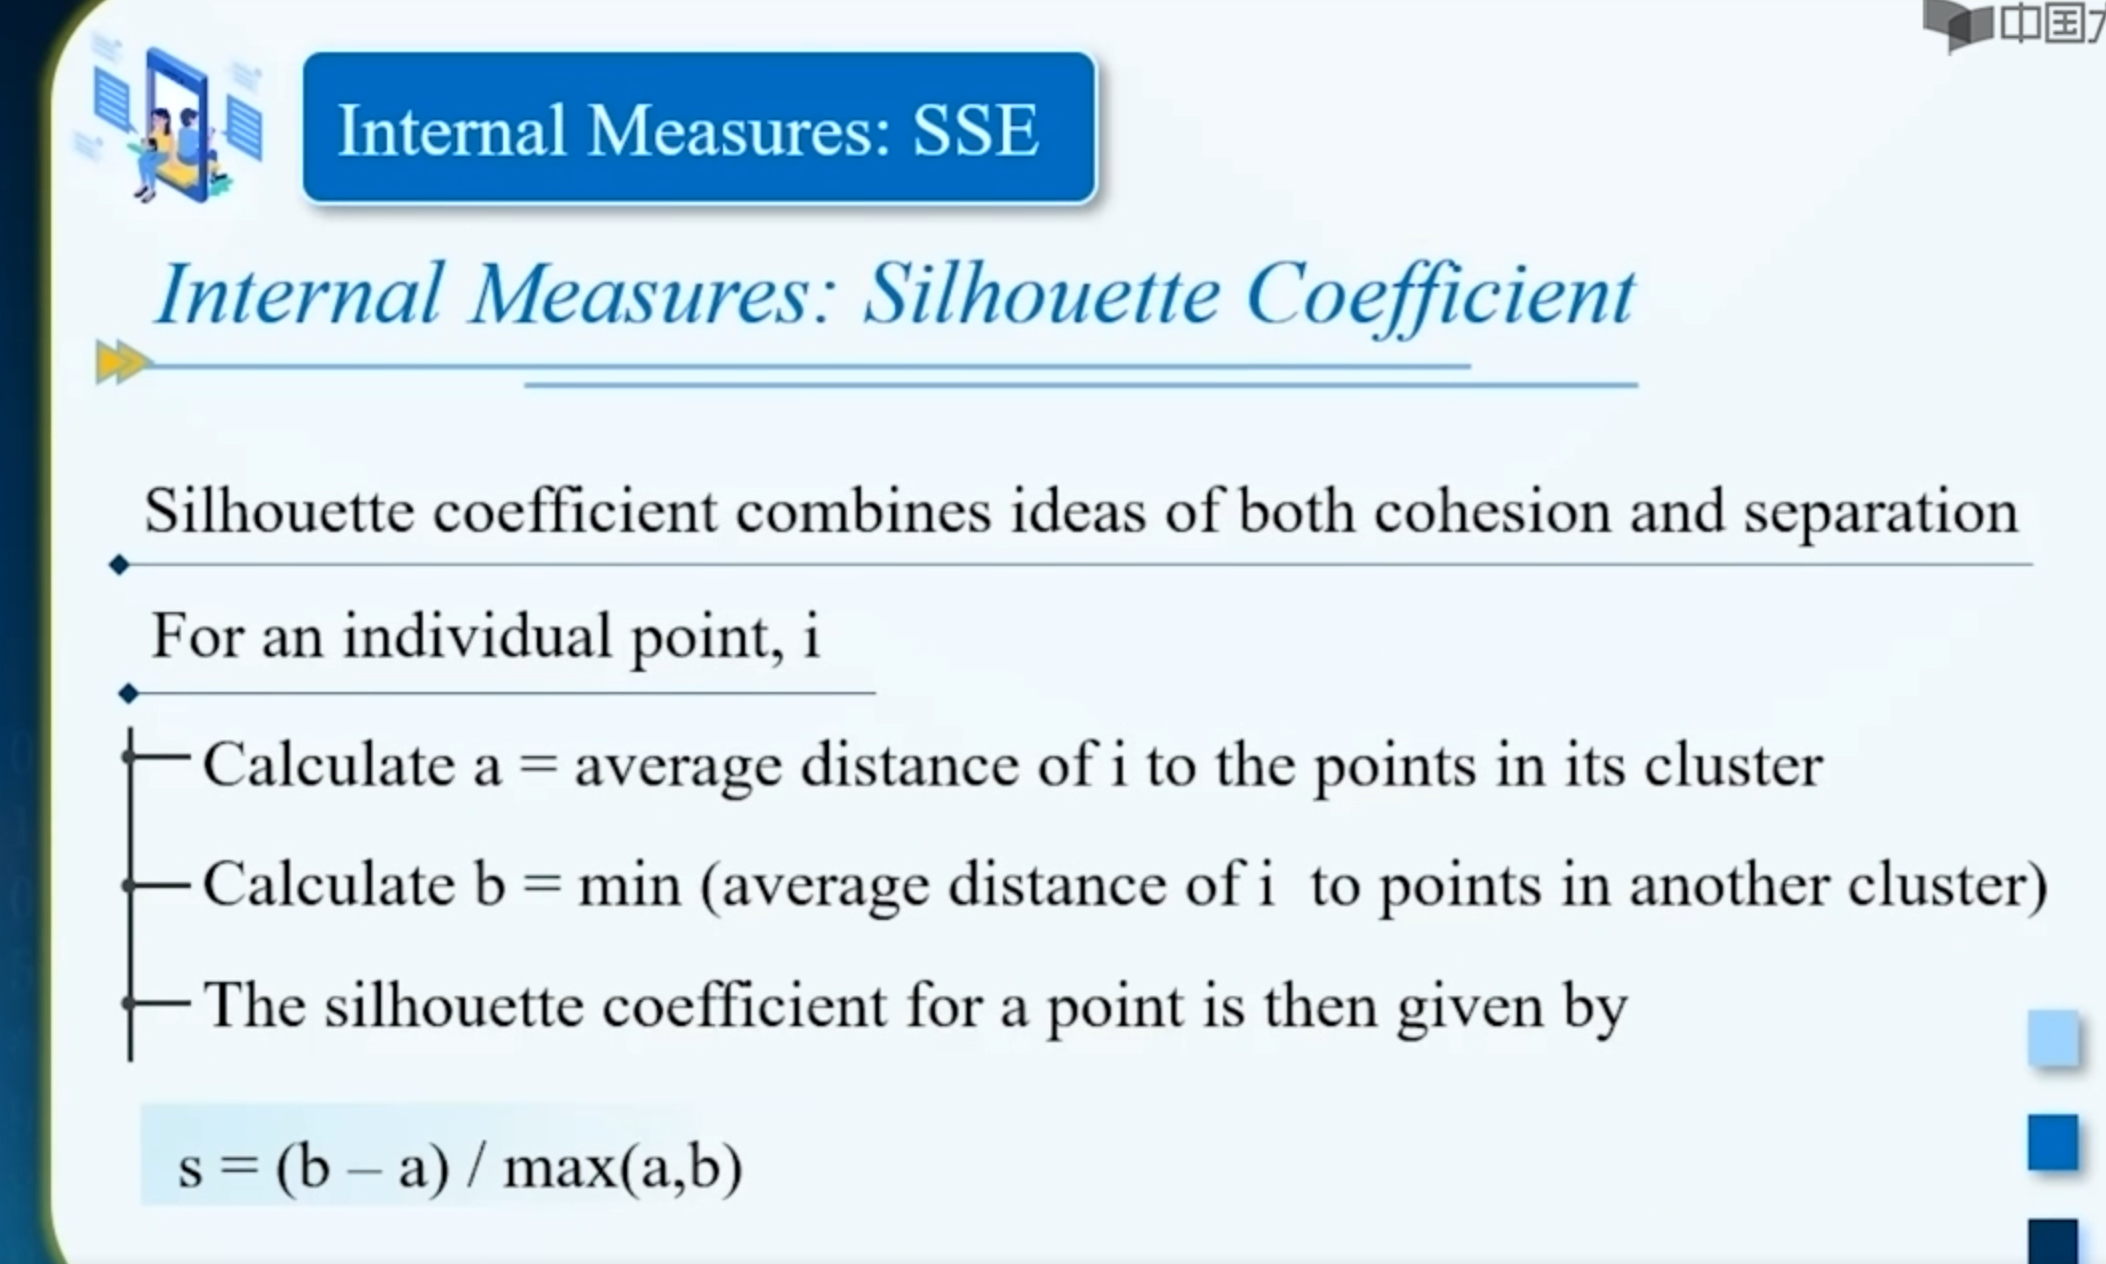 中国
Internal Measures: SSE
Internal Measures: Silhouette Coefficient
Silhouette coefficient combines ideas of both cohesion and separation
For an individual point, i
Calculate a = average distance of i to the points in its cluster
Calculate b = min (average distance of i to points in another cluster)
The silhouette coefficient for a point is then given by
s = (b – a) / max(a,b)